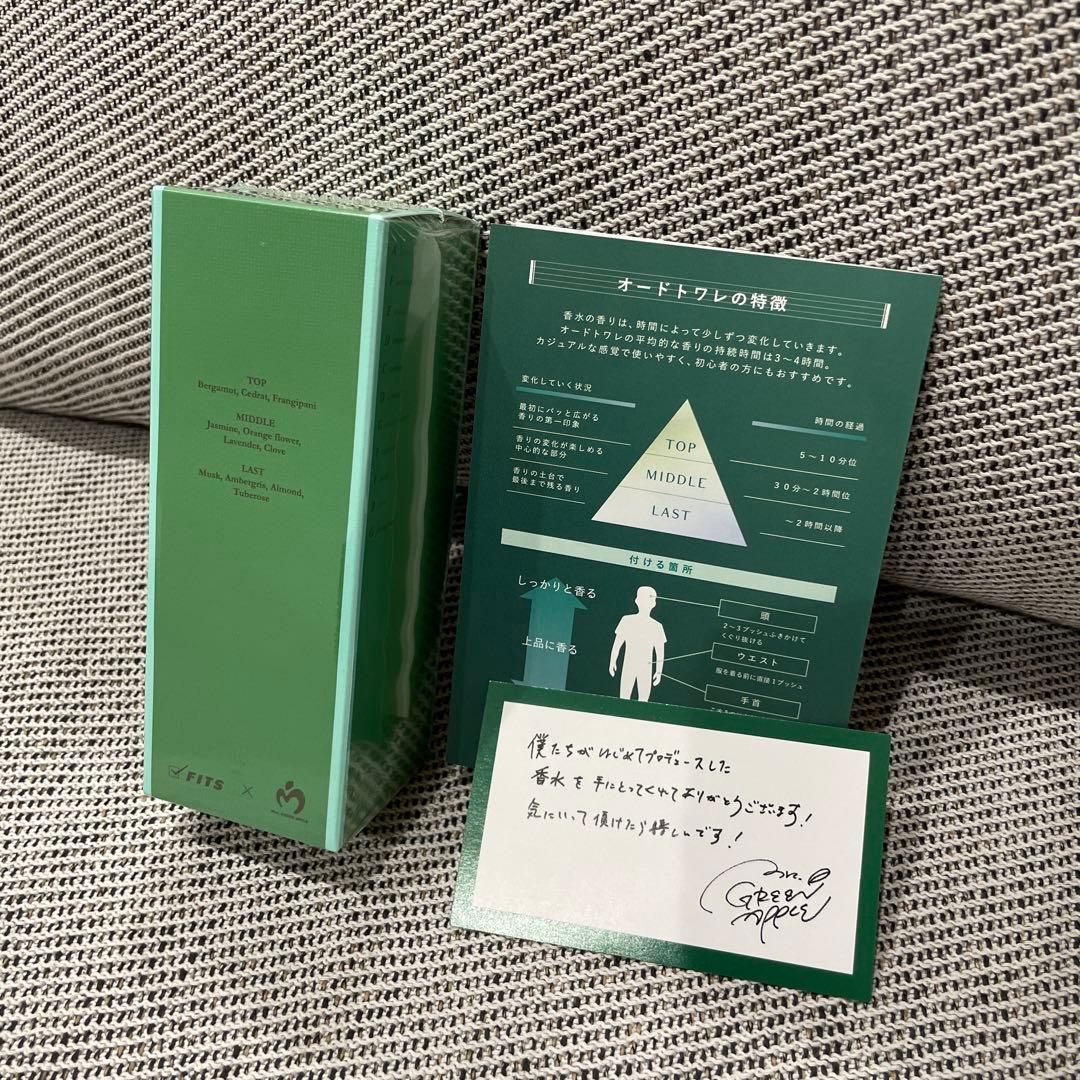 TOP
Bergamot, Cedrat, Frangipani
MIDDLE
Jasmine, Orange flower,
Lavender, Clove
LAST
Musk, Ambergris, Almond,
Tuberose
FITS
×
オードトワレの特徴
香水の香りは、時間によって少しずつ変化していきます。
オードトワレの平均的な香りの持続時間は3〜4時間。
カジュアルな感覚で使いやすく、初心者の方にもおすすめです。
変化していく状況
時間の経過
最初にパッと広がる
香りの第一印象
TOP
5〜10分位
香りの変化が楽しめる
中心的な部分
MIDDLE
30分〜2時間位
香りの土台で
最後まで残る香り
LAST
〜2時間以降
付ける箇所
しっかりと香る
上品に香る
頭
2〜3プッシュふきかけて
くぐり抜ける
ウエスト
服を着る前に直接1プッシュ
手首
僕たちがはじめてプロデュースした
香水を手にとってくれてありがとうございます!
気にいって頂けたら嬉しいです!
Mrs.
GREEN
APPLE